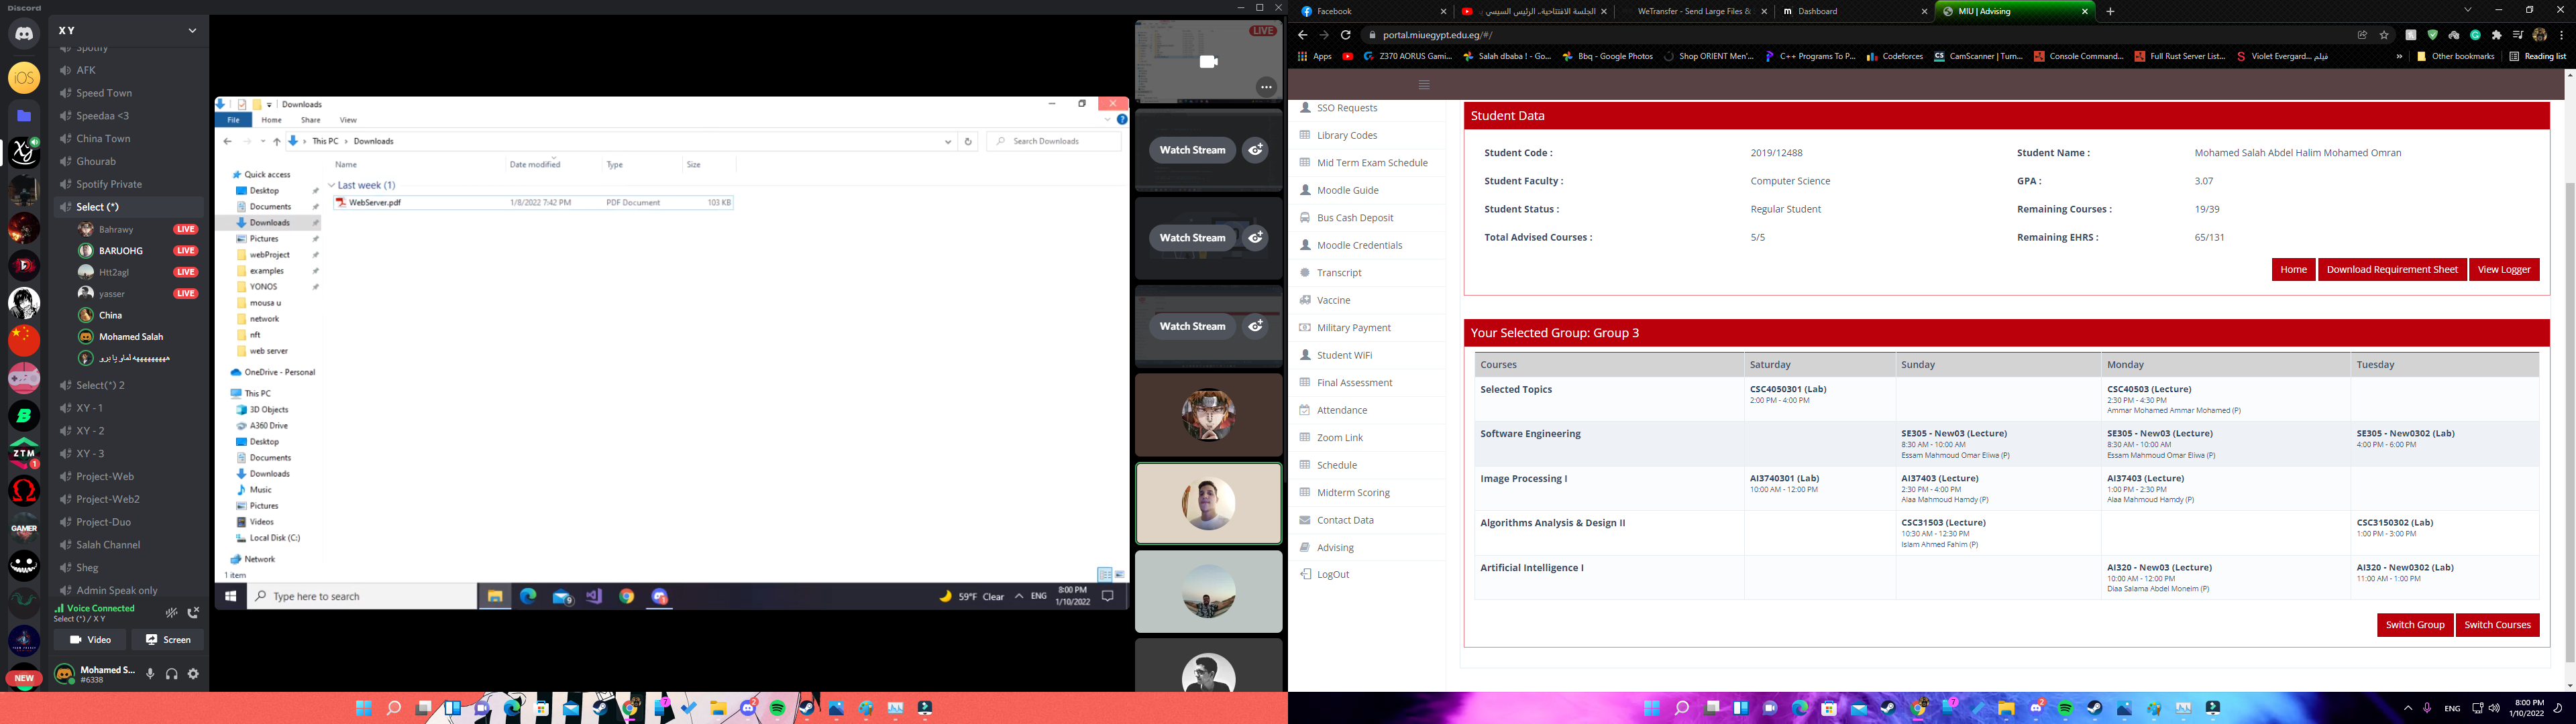 Discord
X Y
Spotify
AFK
Speed Town
Speedaa <3
China Town
Ghourab
Spotify Private
Select (*)
Bahrawy LIVE
BARUOHG LIVE
Htt2agl LIVE
yasser LIVE
China
Mohamed Salah
Select(*) 2
XY - 1
XY - 2
XY - 3
Project-Web
Project-Web2
Project-Duo
Salah Channel
Sheg
Admin Speak only
Voice Connected
Select (*) / X Y
Video Screen
Mohamed S...
#6338
iOS
ZTM
1
GAMER
NEW
Downloads
File Home Share View
This PC > Downloads
Search Downloads
Name Date modified Type Size
Quick access
Desktop
Documents
Downloads
Pictures
webProject
examples
YONOS
mousa u
network
nft
web server
OneDrive - Personal
This PC
3D Objects
A360 Drive
Desktop
Documents
Downloads
Music
Pictures
Videos
Local Disk (C:)
Network
1 item
Last week (1)
WebServer.pdf 1/8/2022 7:42 PM PDF Document 103 KB
Type here to search
9
59°F Clear ENG 8:00 PM
1/10/2022
LIVE
Watch Stream
Watch Stream
Watch Stream
Facebook
الجلسة الافتتاحية.. الرئيس السيسي
WeTransfer - Send Large Files &
m Dashboard
MIU | Advising
portal.miuegypt.edu.eg/#/
Apps
Z370 AORUS Gami...
Salah dbaba ! - Go...
Bbq - Google Photos
Shop ORIENT Men'...
C++ Programs To P...
Codeforces
CS CamScanner | Turn...
Console Command...
Full Rust Server List...
S Violet Evergard... فيلم
Other bookmarks
Reading list
SSO Requests
Library Codes
Mid Term Exam Schedule
Moodle Guide
Bus Cash Deposit
Moodle Credentials
Transcript
Vaccine
Military Payment
Student WiFi
Final Assessment
Attendance
Zoom Link
Schedule
Midterm Scoring
Contact Data
Advising
LogOut
Student Data
Student Code : 2019/12488 Student Name : Mohamed Salah Abdel Halim Mohamed Omran
Student Faculty : Computer Science GPA : 3.07
Student Status : Regular Student Remaining Courses : 19/39
Total Advised Courses : 5/5 Remaining EHRS : 65/131
Home Download Requirement Sheet View Logger
Your Selected Group: Group 3
Courses Saturday Sunday Monday Tuesday
Selected Topics
CSC4050301 (Lab)
2:00 PM - 4:00 PM
CSC40503 (Lecture)
2:30 PM - 4:30 PM
Ammar Mohamed Ammar Mohamed (P)
Software Engineering
SE305 - New03 (Lecture)
8:30 AM - 10:00 AM
Essam Mahmoud Omar Eliwa (P)
SE305 - New03 (Lecture)
8:30 AM - 10:00 AM
Essam Mahmoud Omar Eliwa (P)
SE305 - New0302 (Lab)
4:00 PM - 6:00 PM
Image Processing I
AI3740301 (Lab)
10:00 AM - 12:00 PM
AI37403 (Lecture)
2:30 PM - 4:00 PM
Alaa Mahmoud Hamdy (P)
AI37403 (Lecture)
1:00 PM - 2:30 PM
Alaa Mahmoud Hamdy (P)
Algorithms Analysis & Design II
CSC31503 (Lecture)
10:30 AM - 12:30 PM
Islam Ahmed Fahim (P)
CSC3150302 (Lab)
1:00 PM - 3:00 PM
Artificial Intelligence I
AI320 - New03 (Lecture)
10:00 AM - 12:00 PM
Diaa Salama Abdel Moneim (P)
AI320 - New0302 (Lab)
11:00 AM - 1:00 PM
Switch Group Switch Courses
ENG 8:00 PM
1/10/2022